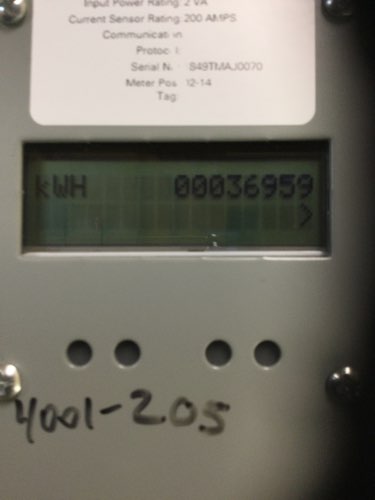 Input Power Rating: 2 VA
Current Sensor Rating: 200 AMPS
Serial N
Meter Pos 12-14
Tag:
kWH 00036959
>
4001-205